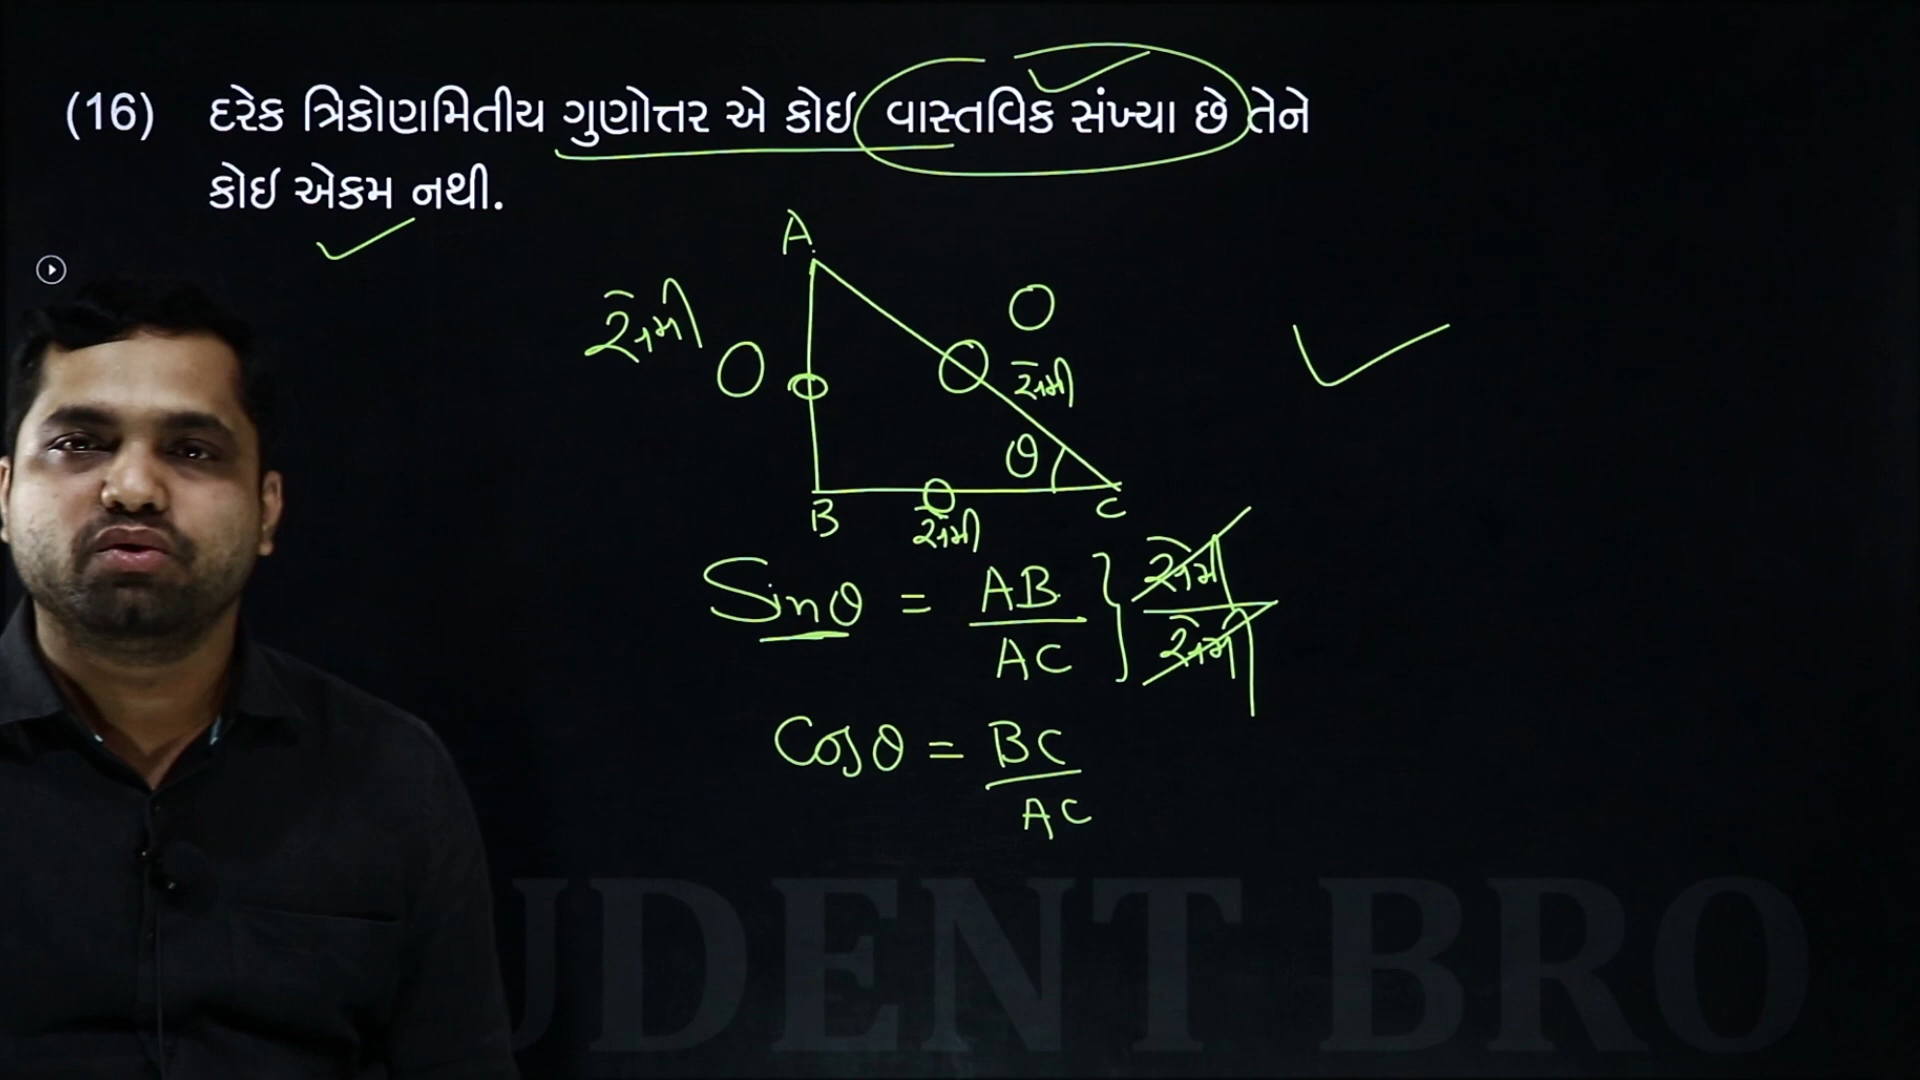 (16) દરેક ત્રિકોણમિતીય ગુણોત્તર એ કોઈ વાસ્તવિક સંખ્યા છે તેને
કોઈ એકમ નથી.
A
સેમી
સેમી
θ
B
C
સેમી
Sinθ = AB / AC } સેમી / સેમી
Cosθ = BC / AC
UDENT BRO